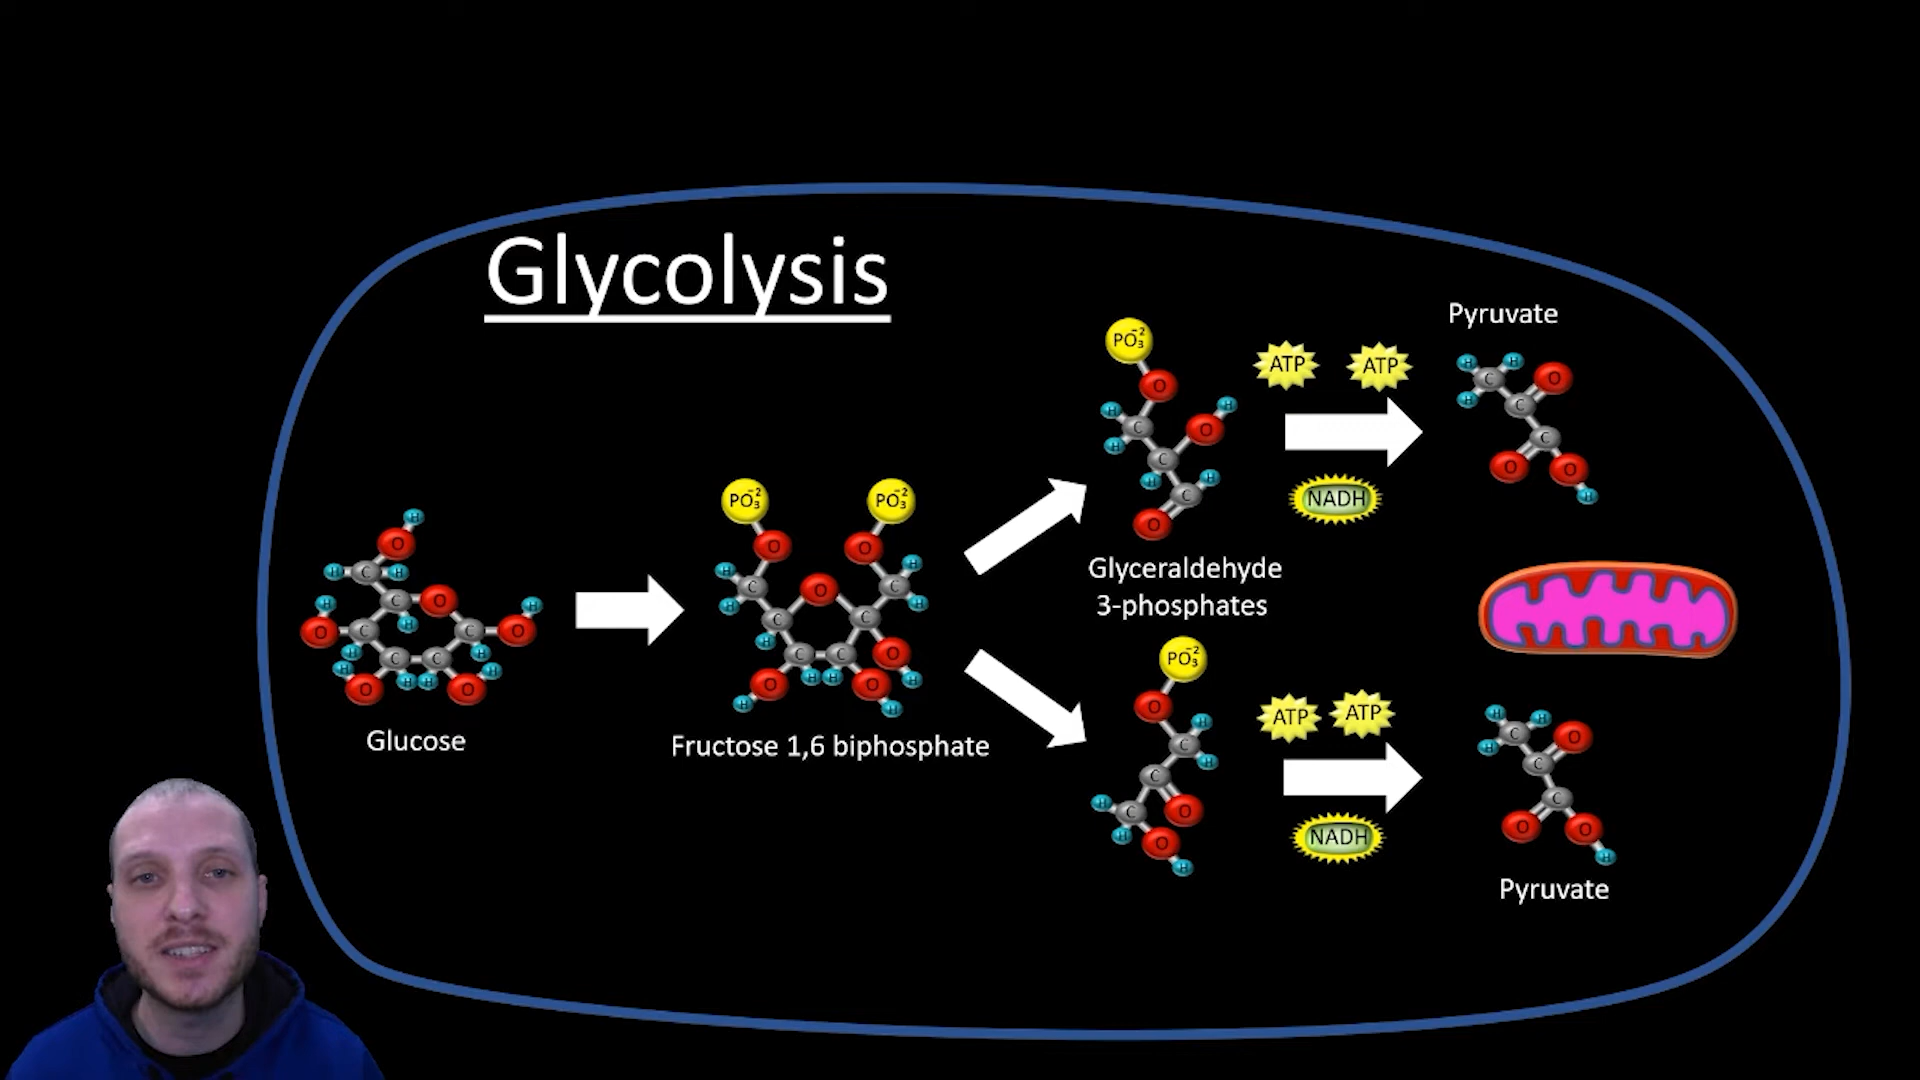 Glycolysis
Glucose
PO₃⁻²
PO₃⁻²
Fructose 1,6 biphosphate
PO₃⁻²
Glyceraldehyde
3-phosphates
PO₃⁻²
ATP
ATP
NADH
Pyruvate
ATP
ATP
NADH
Pyruvate